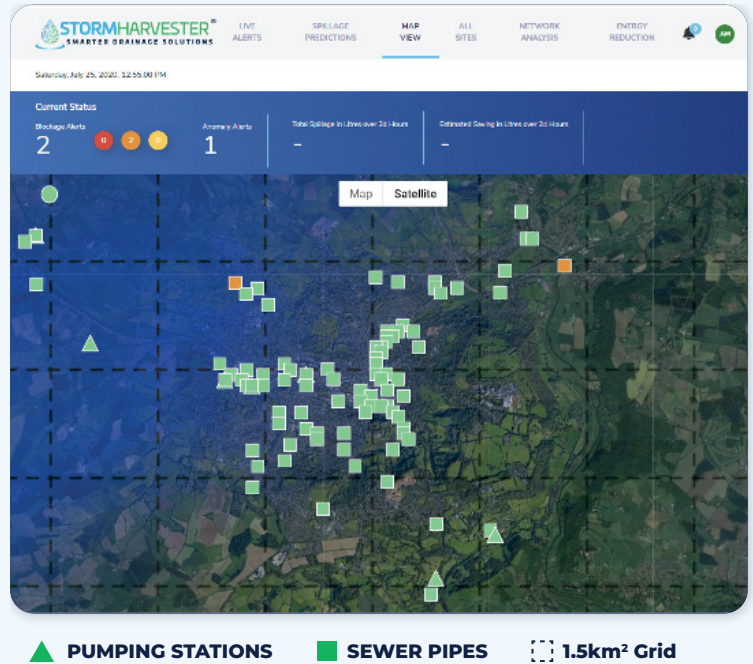 STORMHARVESTER®
SMARTER DRAINAGE SOLUTIONS
LIVE ALERTS
SPILLAGE PREDICTIONS
MAP VIEW
ALL SITES
NETWORK ANALYSIS
ENERGY REDUCTION
AM
Saturday, July 25, 2020, 12:55:00 PM
Current Status
Blockage Alerts
2
0 2 0
Anomaly Alerts
1
Total Spillage in Litres over 24 Hours
-
Estimated Saving in Litres over 24 Hours
-
Map Satellite
PUMPING STATIONS SEWER PIPES 1.5km² Grid